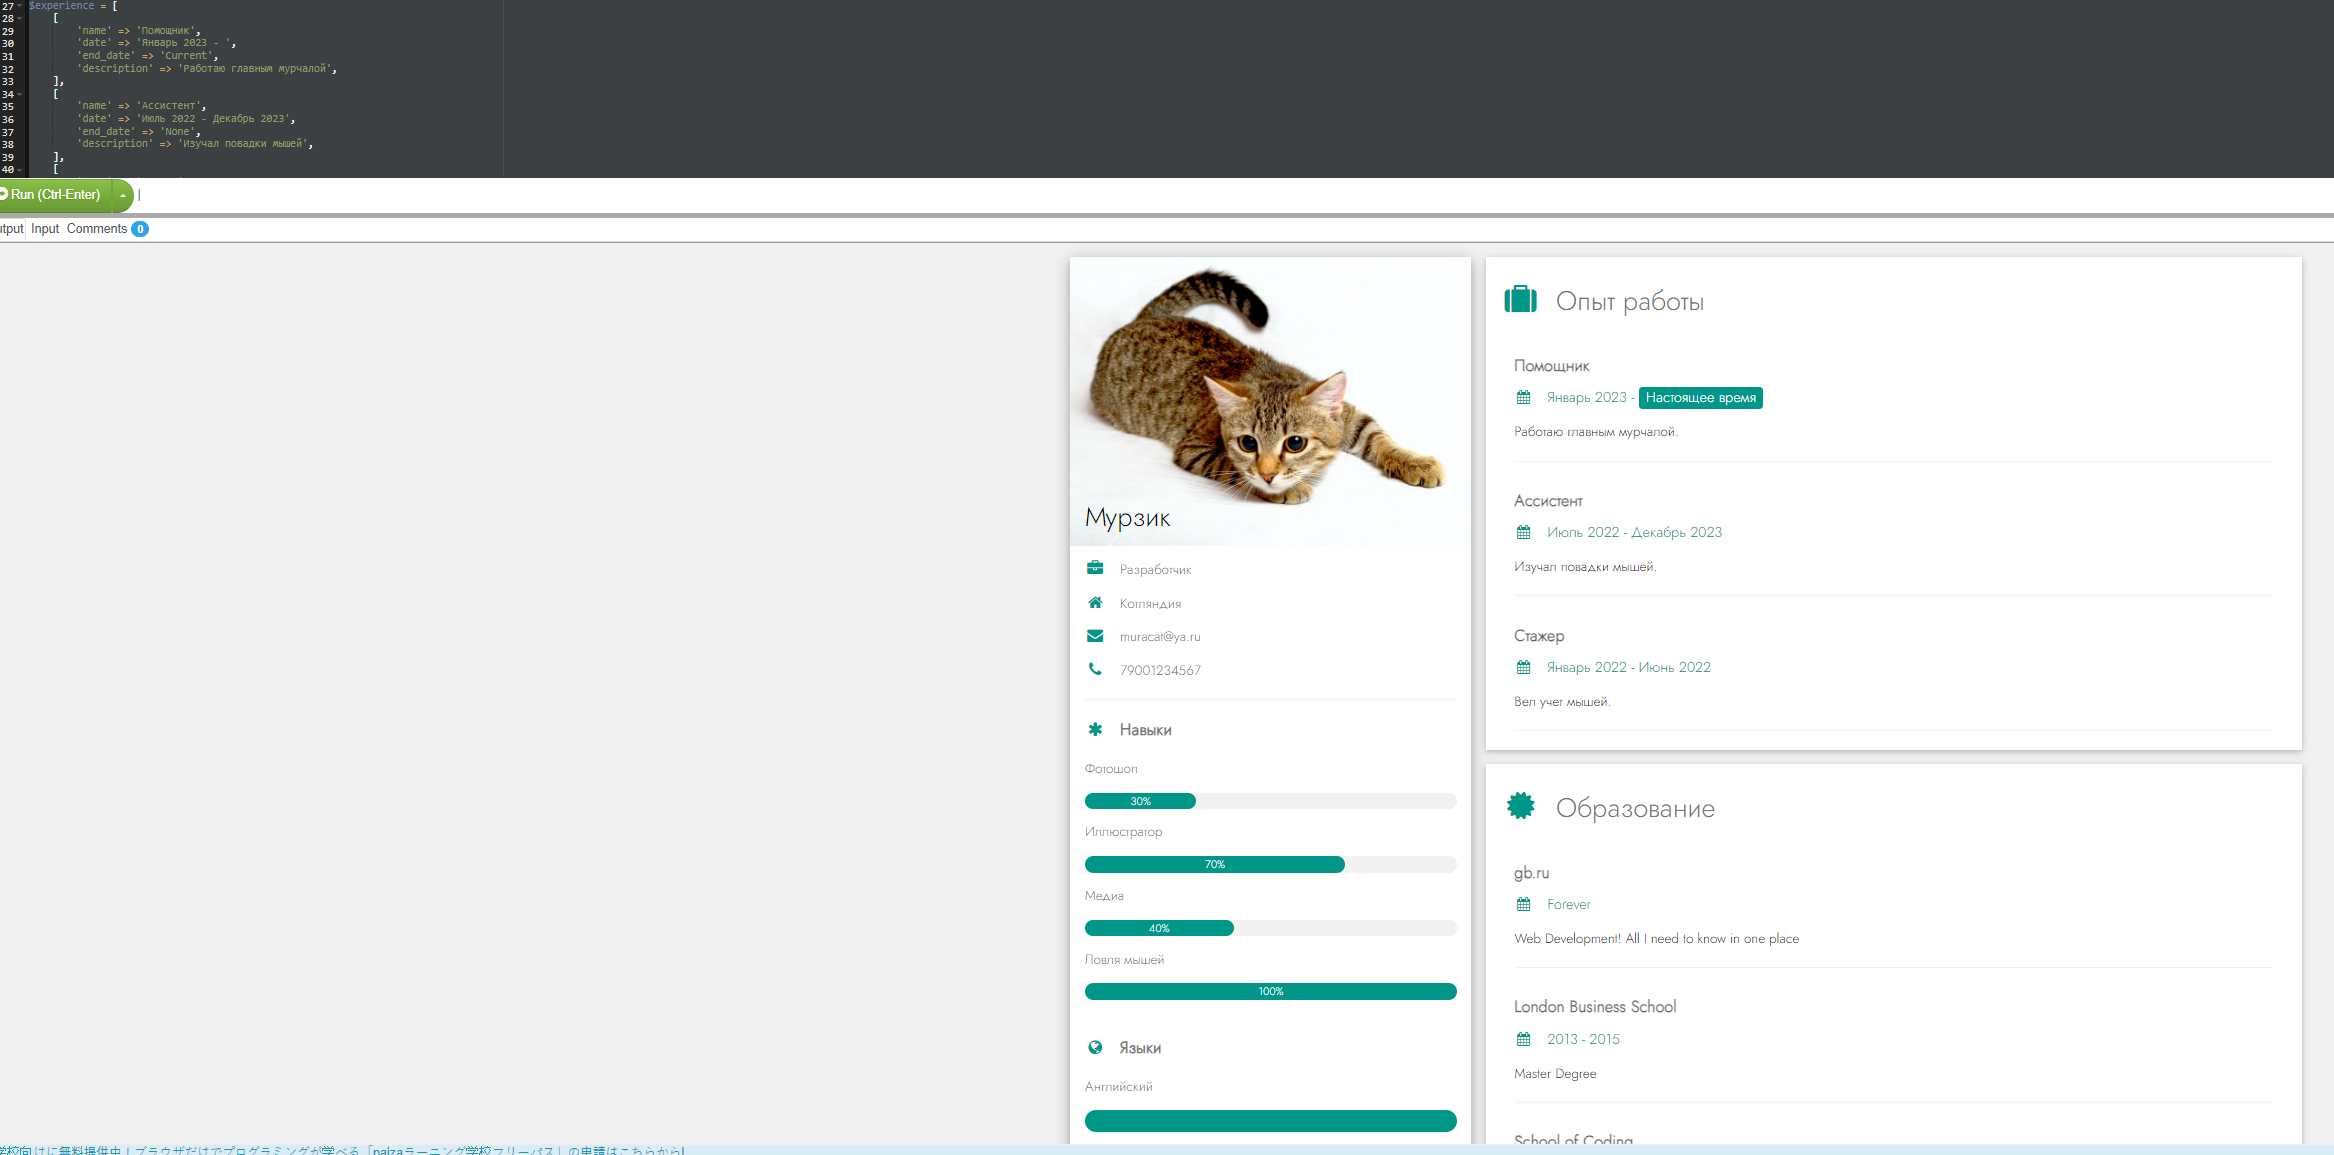 27 $experience = [
28 [
29 'name' => 'Помощник',
30 'date' => 'Январь 2023 - ',
31 'end_date' => 'Current',
32 'description' => 'Работаю главным мурчалой',
33 ],
34 [
35 'name' => 'Ассистент',
36 'date' => 'Июль 2022 - Декабрь 2023',
37 'end_date' => 'None',
38 'description' => 'Изучал повадки мышей',
39 ],
40 [
Run (Ctrl-Enter)
utput Input Comments 0
Мурзик
Разработчик
Котляндия
muracat@ya.ru
79001234567
Навыки
Фотошоп
30%
Иллюстратор
70%
Медиа
40%
Ловля мышей
100%
Языки
Английский
Опыт работы
Помощник
Январь 2023 - Настоящее время
Работаю главным мурчалой.
Ассистент
Июль 2022 - Декабрь 2023
Изучал повадки мышей.
Стажер
Январь 2022 - Июнь 2022
Вел учет мышей.
Образование
gb.ru
Forever
Web Development! All I need to know in one place
London Business School
2013 - 2015
Master Degree
School of Coding
学校向けに無料提供中！ブラウザだけでプログラミングが学べる「paizaラーニング学校フリーパス」の申請はこちらから!